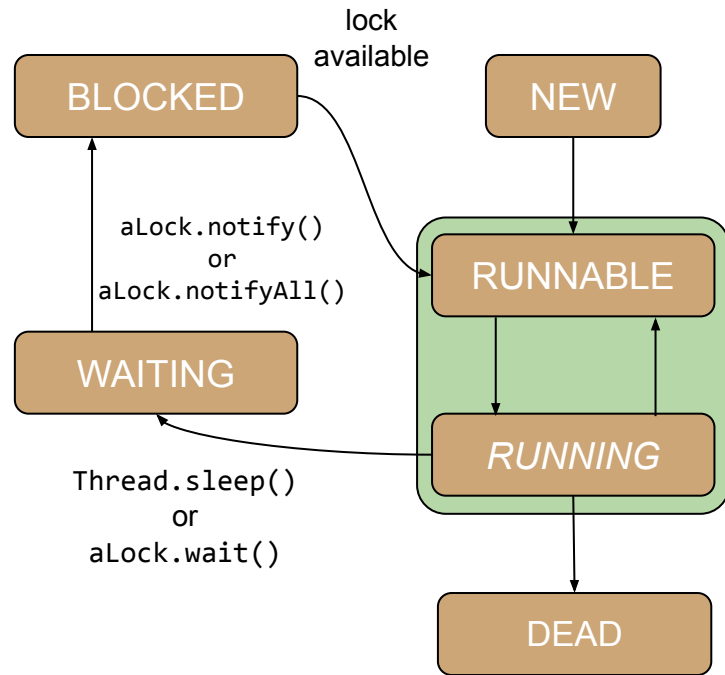 lock
available
BLOCKED
NEW
aLock.notify()
or
aLock.notifyAll()
RUNNABLE
WAITING
RUNNING
Thread.sleep()
or
aLock.wait()
DEAD